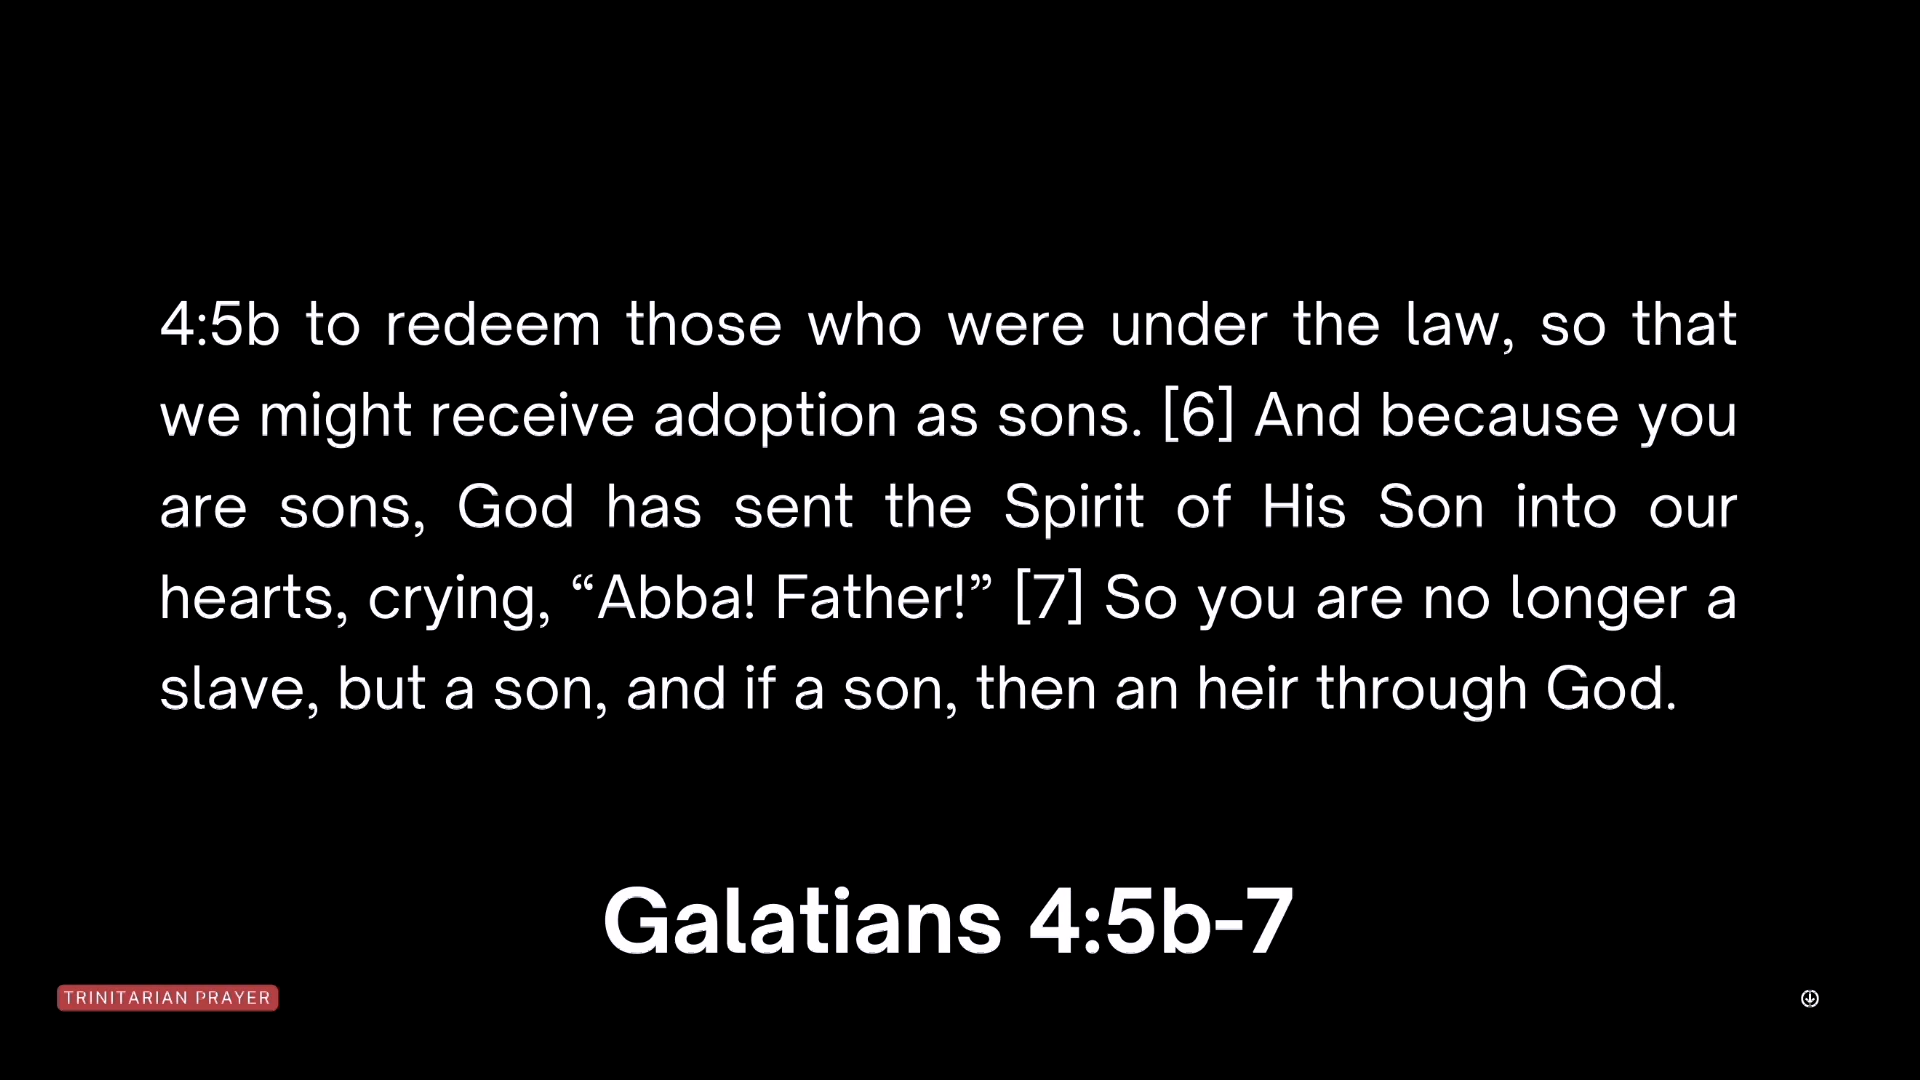 4:5b to redeem those who were under the law, so that
we might receive adoption as sons. [6] And because you
are sons, God has sent the Spirit of His Son into our
hearts, crying, “Abba! Father!” [7] So you are no longer a
slave, but a son, and if a son, then an heir through God.
Galatians 4:5b-7
TRINITARIAN PRAYER